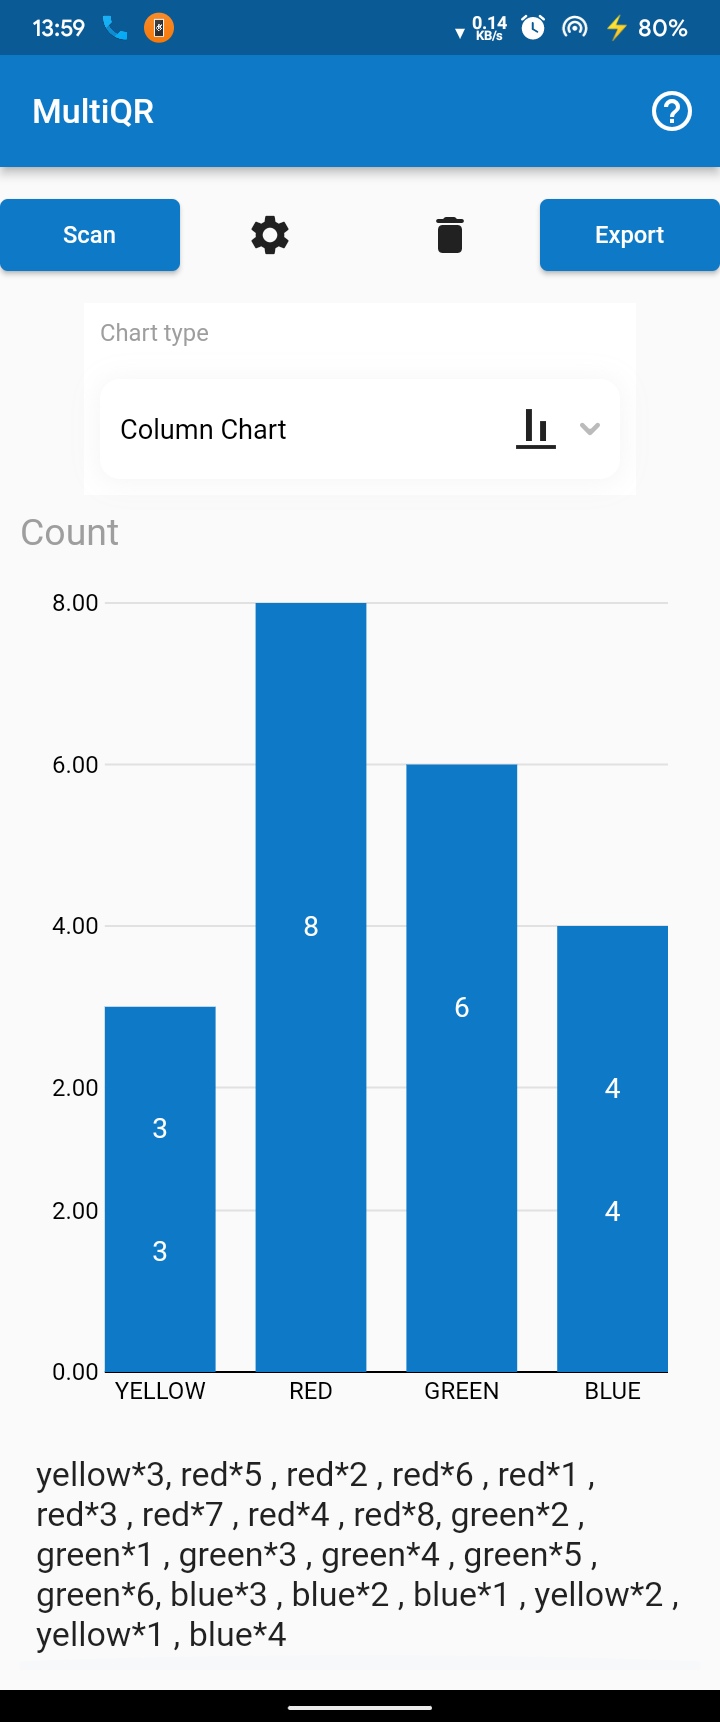 13:59 0.14 KB/s 80%
MultiQR
Scan Export
Chart type
Column Chart
Count
8.00
6.00
4.00
8
6
2.00
4
3
2.00
4
3
0.00
YELLOW RED GREEN BLUE
yellow*3, red*5 , red*2 , red*6 , red*1 ,
red*3 , red*7 , red*4 , red*8, green*2 ,
green*1 , green*3 , green*4 , green*5 ,
green*6, blue*3 , blue*2 , blue*1 , yellow*2 ,
yellow*1 , blue*4